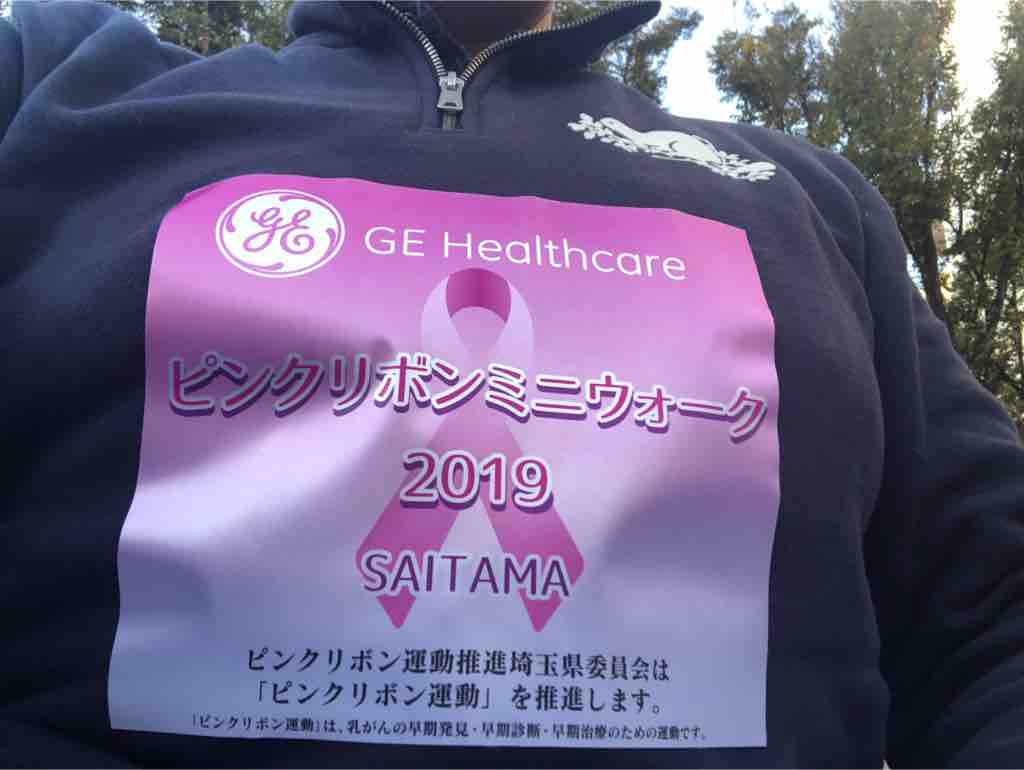 GE GE Healthcare
ピンクリボンミニウォーク
2019
SAITAMA
ピンクリボン運動推進埼玉県委員会は
「ピンクリボン運動」を推進します。
「ピンクリボン運動」は、乳がんの早期発見・早期診断・早期治療のための運動です。